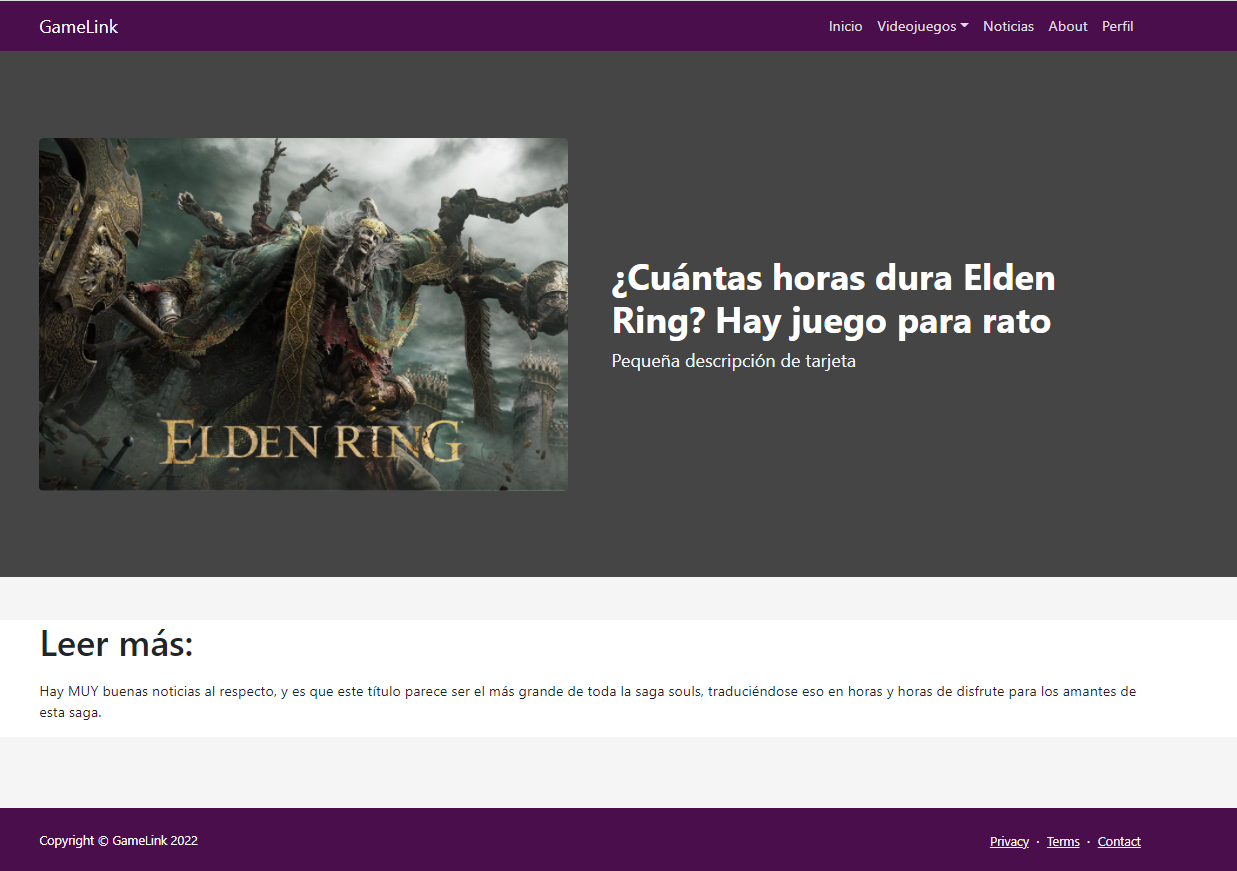 GameLink
Inicio Videojuegos Noticias About Perfil
ELDEN RING
¿Cuántas horas dura Elden
Ring? Hay juego para rato
Pequeña descripción de tarjeta
Leer más:
Hay MUY buenas noticias al respecto, y es que este título parece ser el más grande de toda la saga souls, traduciéndose eso en horas y horas de disfrute para los amantes de
esta saga.
Copyright © GameLink 2022
Privacy · Terms · Contact